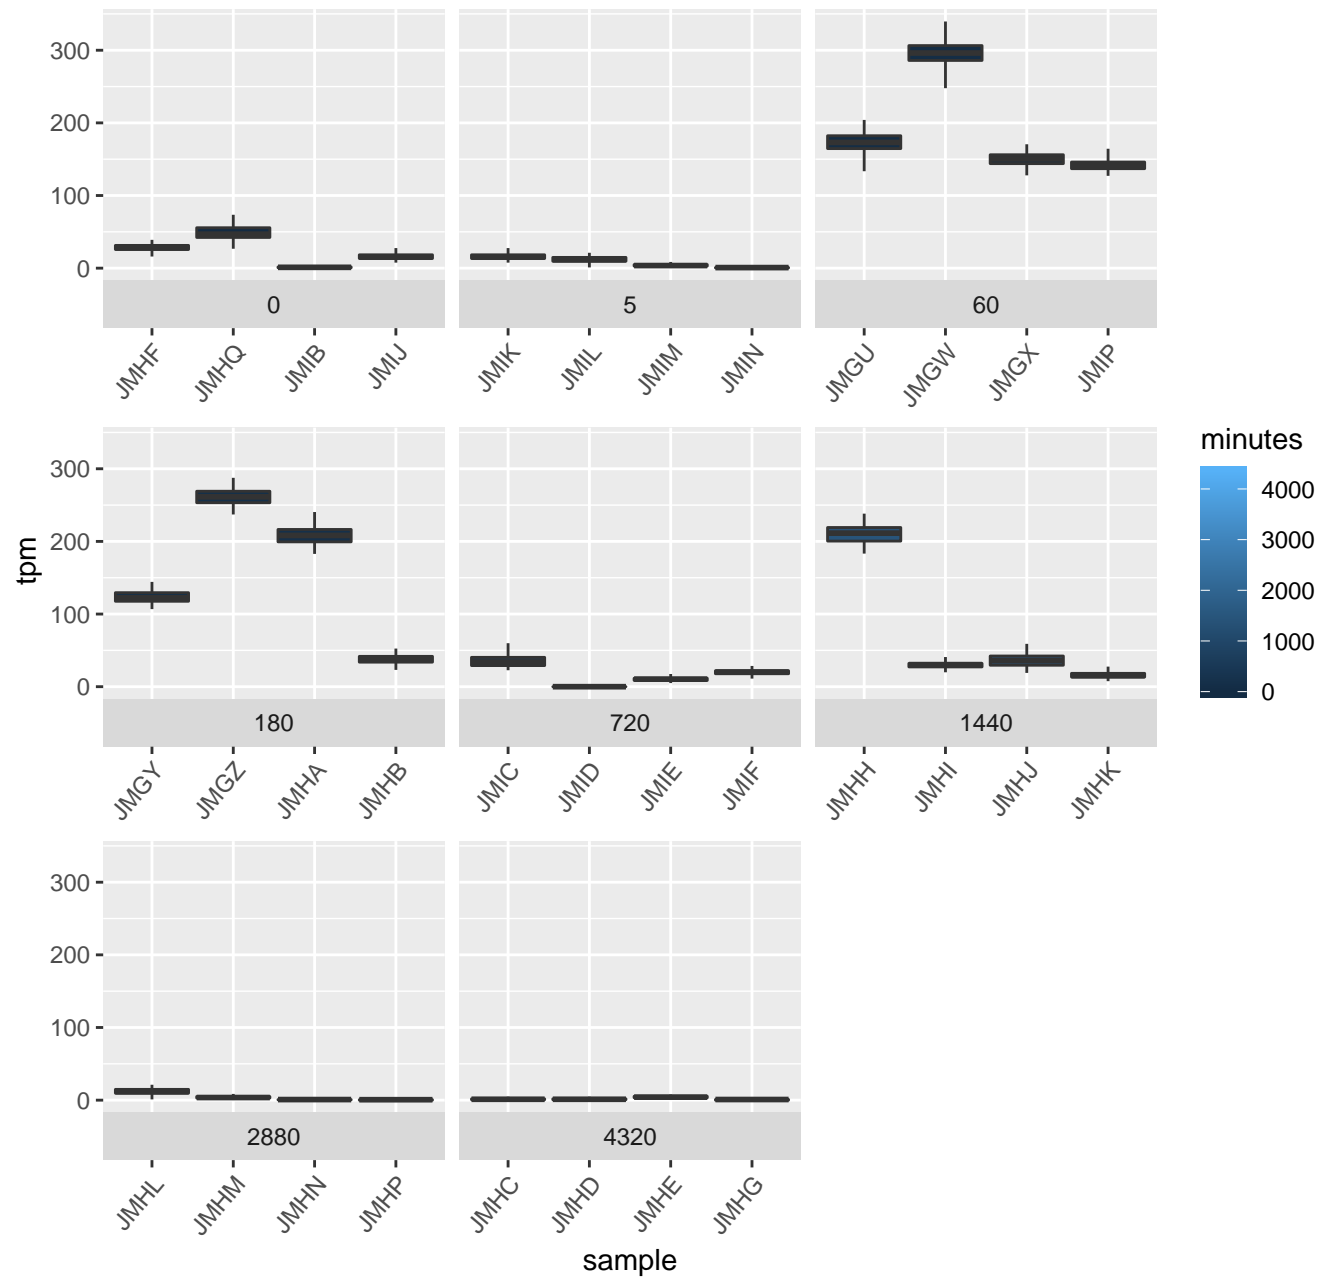 300
200
100
0
0
5
60
JMHF
JMHQ
JMIB
JMIJ
JMIK
JMIL
JMIM
JMIN
JMGU
JMGW
JMGX
JMIP
tpm
300
200
100
0
180
720
1440
JMGY
JMGZ
JMHA
JMHB
JMIC
JMID
JMIE
JMIF
JMHH
JMHI
JMHJ
JMHK
300
200
100
0
2880
4320
JMHL
JMHM
JMHN
JMHP
JMHC
JMHD
JMHE
JMHG
sample
minutes
4000
3000
2000
1000
0